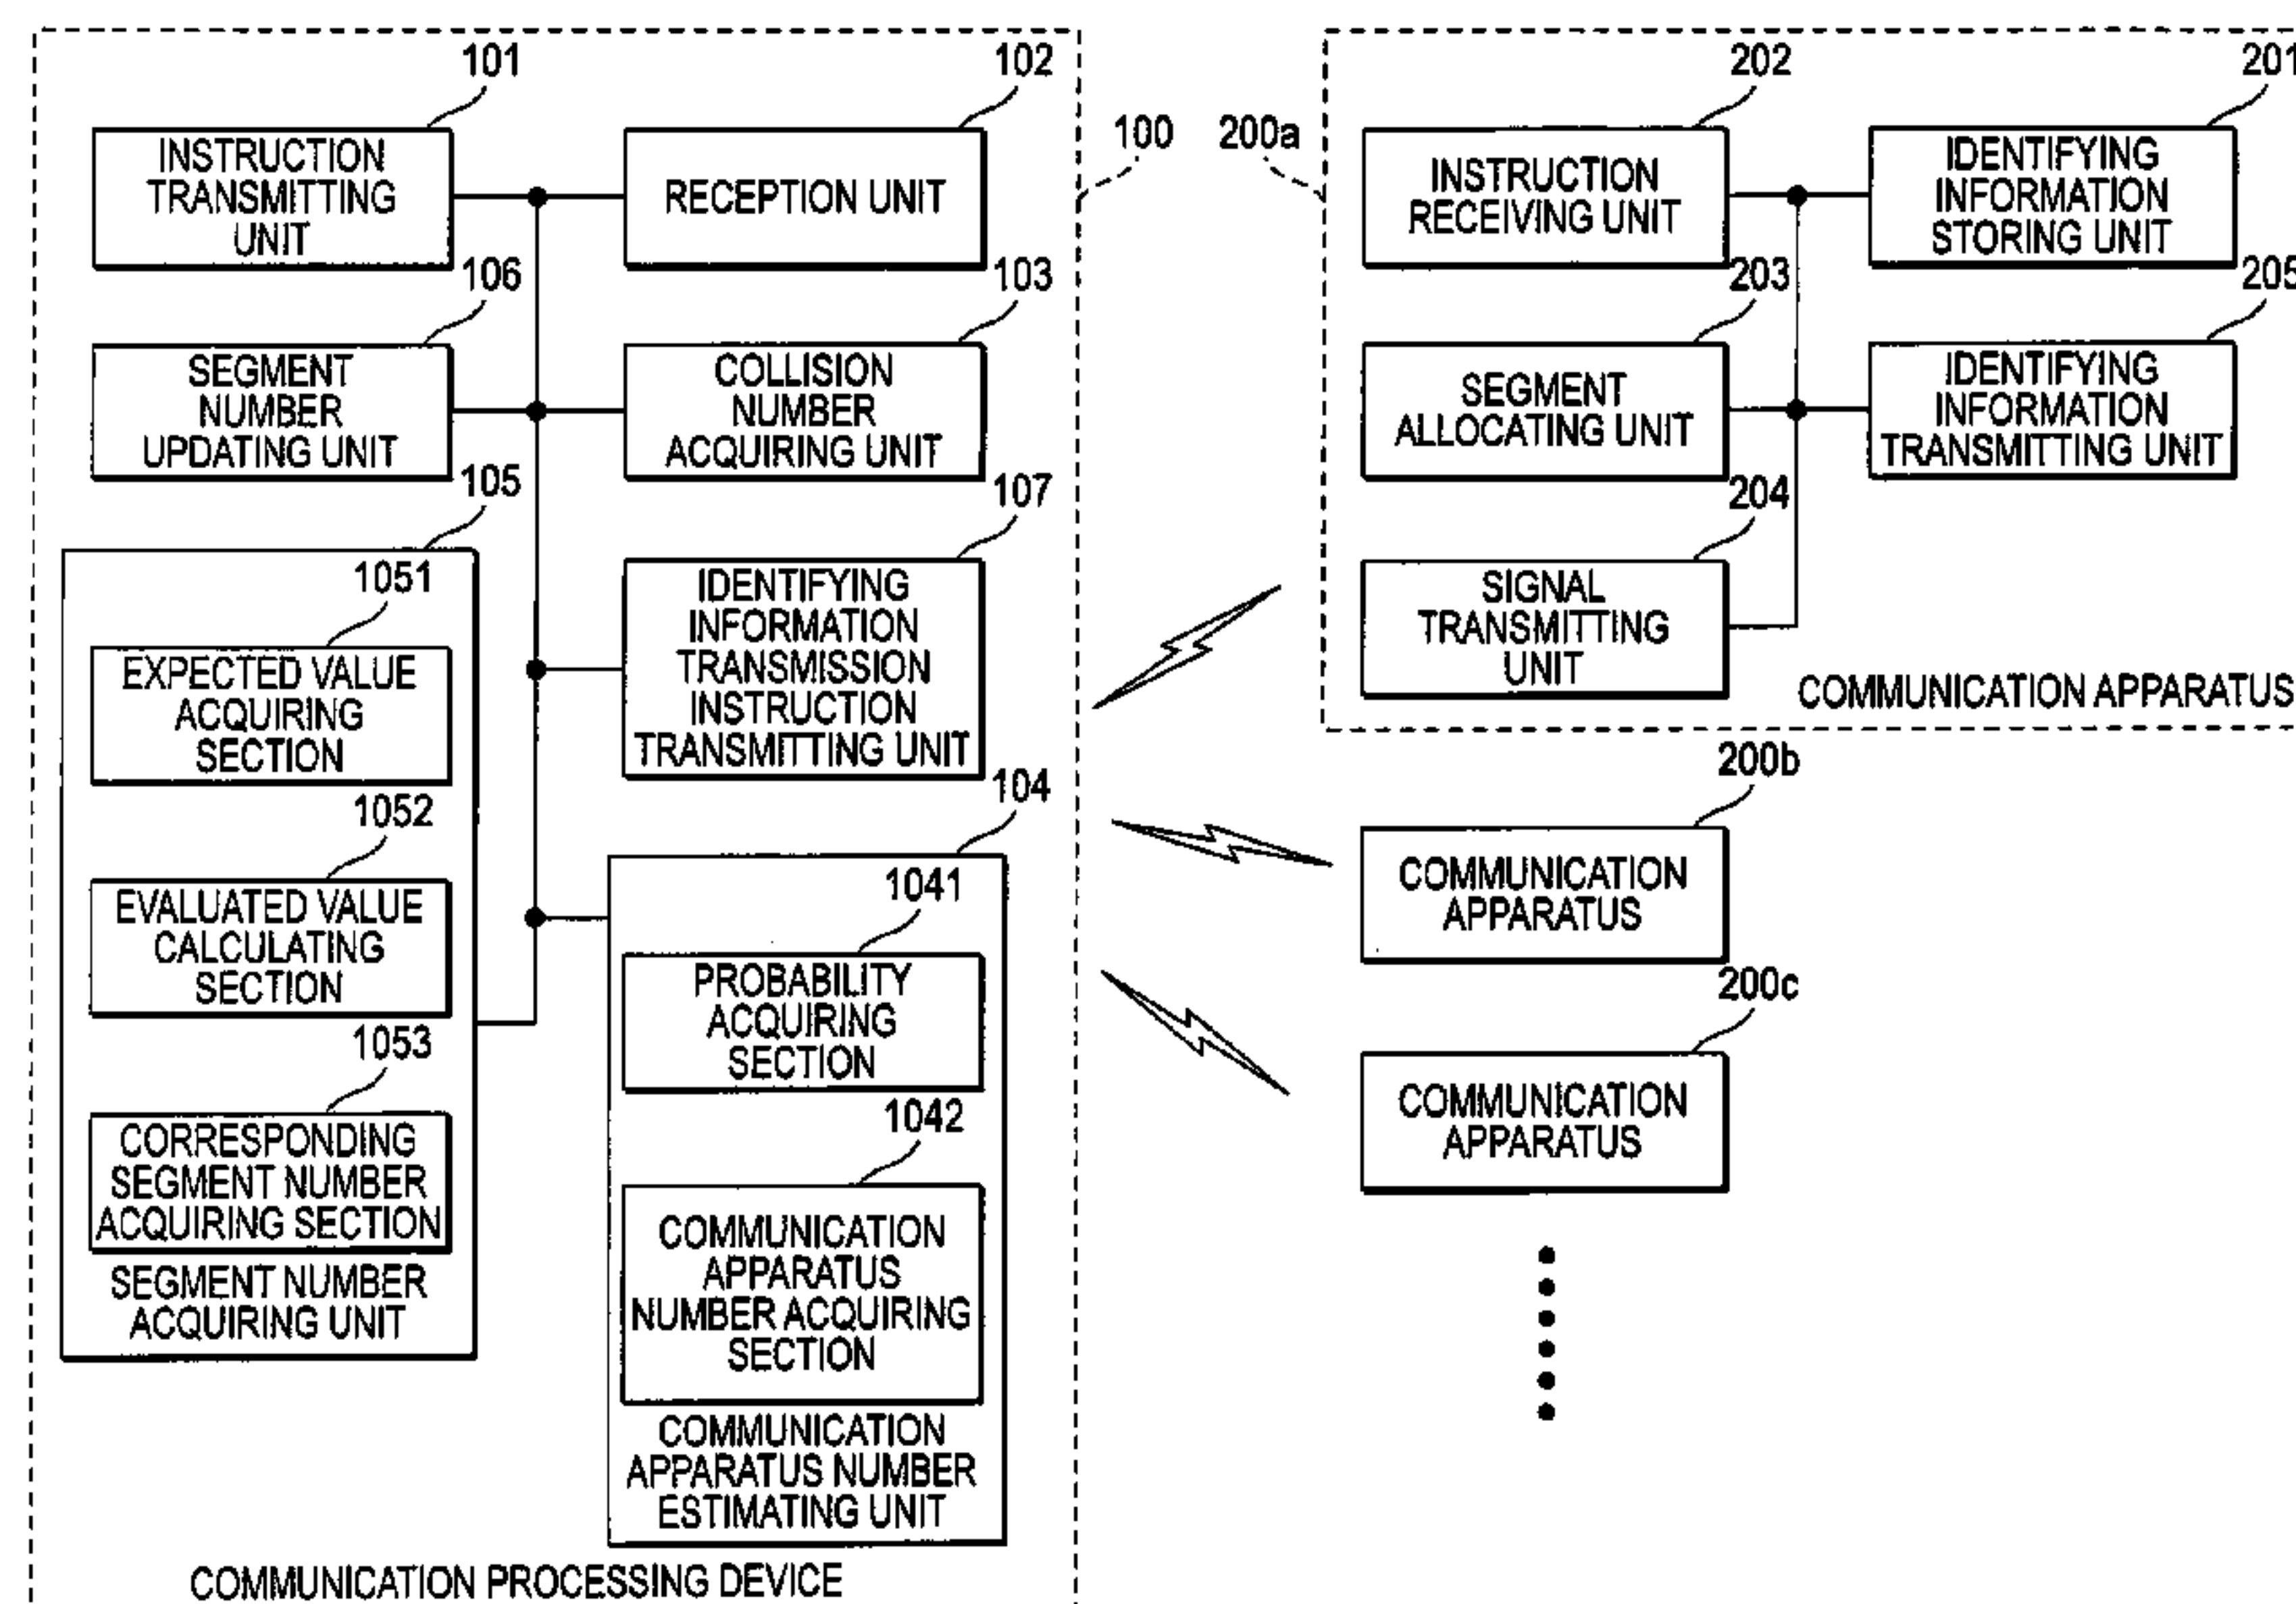 101
INSTRUCTION
TRANSMITTING
UNIT
102
RECEPTION UNIT
106
SEGMENT
NUMBER
UPDATING UNIT
103
COLLISION
NUMBER
ACQUIRING UNIT
105
1051
EXPECTED VALUE
ACQUIRING
SECTION
1052
EVALUATED VALUE
CALCULATING
SECTION
1053
CORRESPONDING
SEGMENT NUMBER
ACQUIRING SECTION
SEGMENT NUMBER
ACQUIRING UNIT
107
IDENTIFYING
INFORMATION
TRANSMISSION
INSTRUCTION
TRANSMITTING UNIT
104
1041
PROBABILITY
ACQUIRING
SECTION
1042
COMMUNICATION
APPARATUS
NUMBER ACQUIRING
SECTION
COMMUNICATION
APPARATUS NUMBER
ESTIMATING UNIT
COMMUNICATION PROCESSING DEVICE
100
200a
202
INSTRUCTION
RECEIVING UNIT
201
IDENTIFYING
INFORMATION
STORING UNIT
203
SEGMENT
ALLOCATING UNIT
205
IDENTIFYING
INFORMATION
TRANSMITTING UNIT
204
SIGNAL
TRANSMITTING
UNIT
COMMUNICATION APPARATUS
200b
COMMUNICATION
APPARATUS
200c
COMMUNICATION
APPARATUS